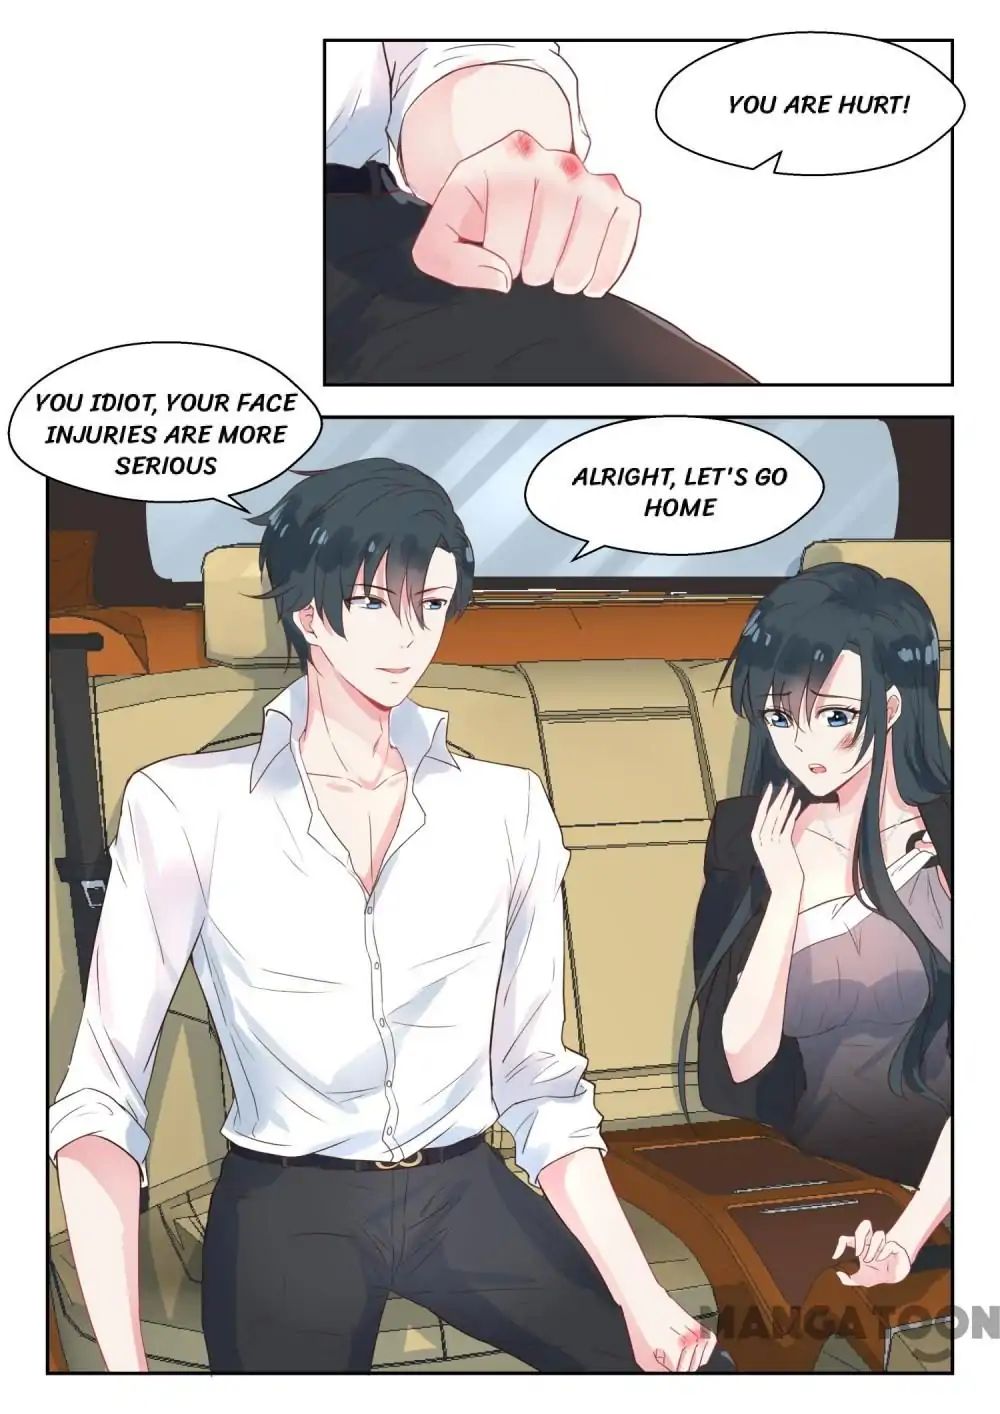 YOU ARE HURT!
YOU IDIOT, YOUR FACE
INJURIES ARE MORE
SERIOUS
ALRIGHT, LET'S GO
HOME
MANGATOON